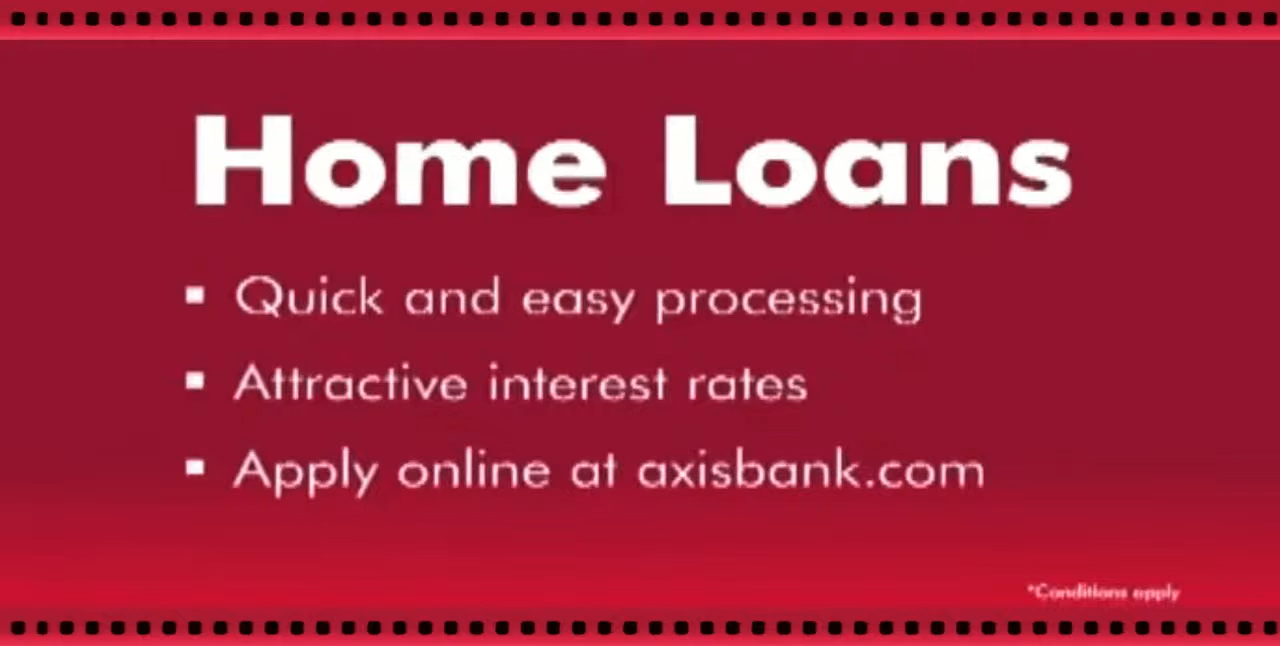 Home Loans
▪ Quick and easy processing
▪ Attractive interest rates
▪ Apply online at axisbank.com
*Conditions apply